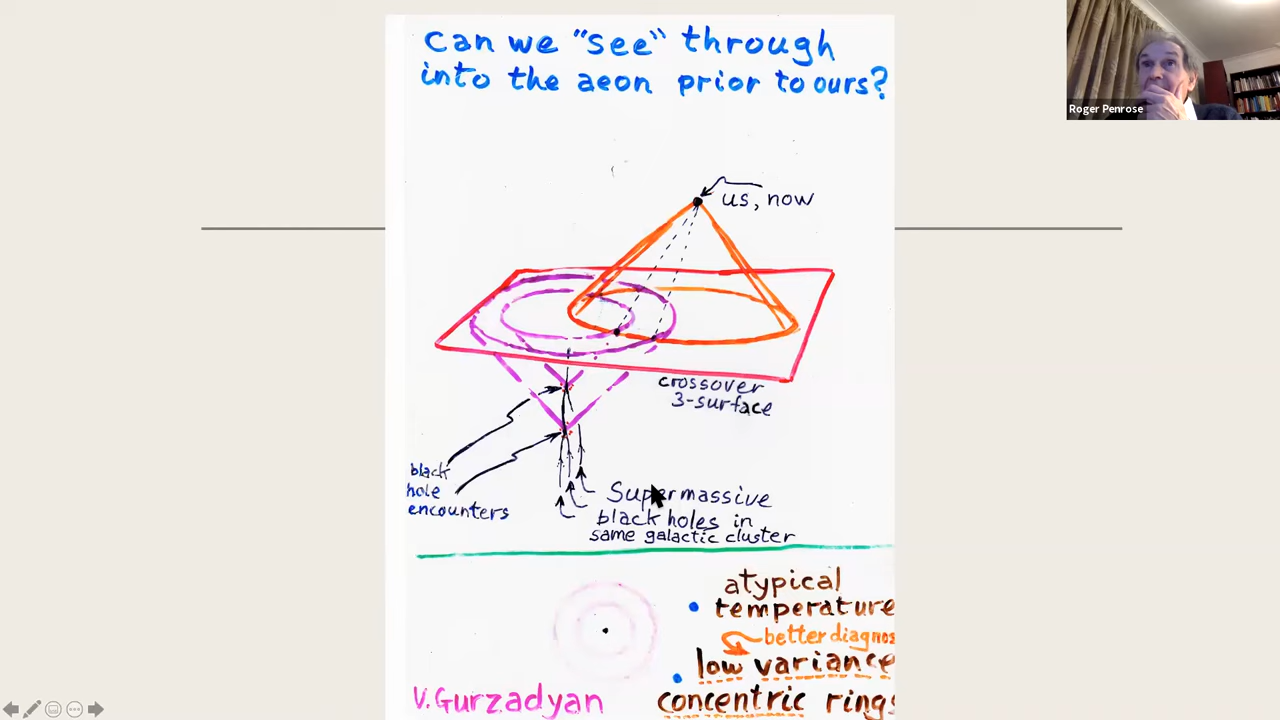 can we "see" through
into the aeon prior to ours?
Roger Penrose
us, now
crossover
3-surface
black
hole
encounters
Supermassive
black holes in
same galactic cluster
atypical
temperature
better diagnos
low variance
concentric rings
V. Gurzadyan